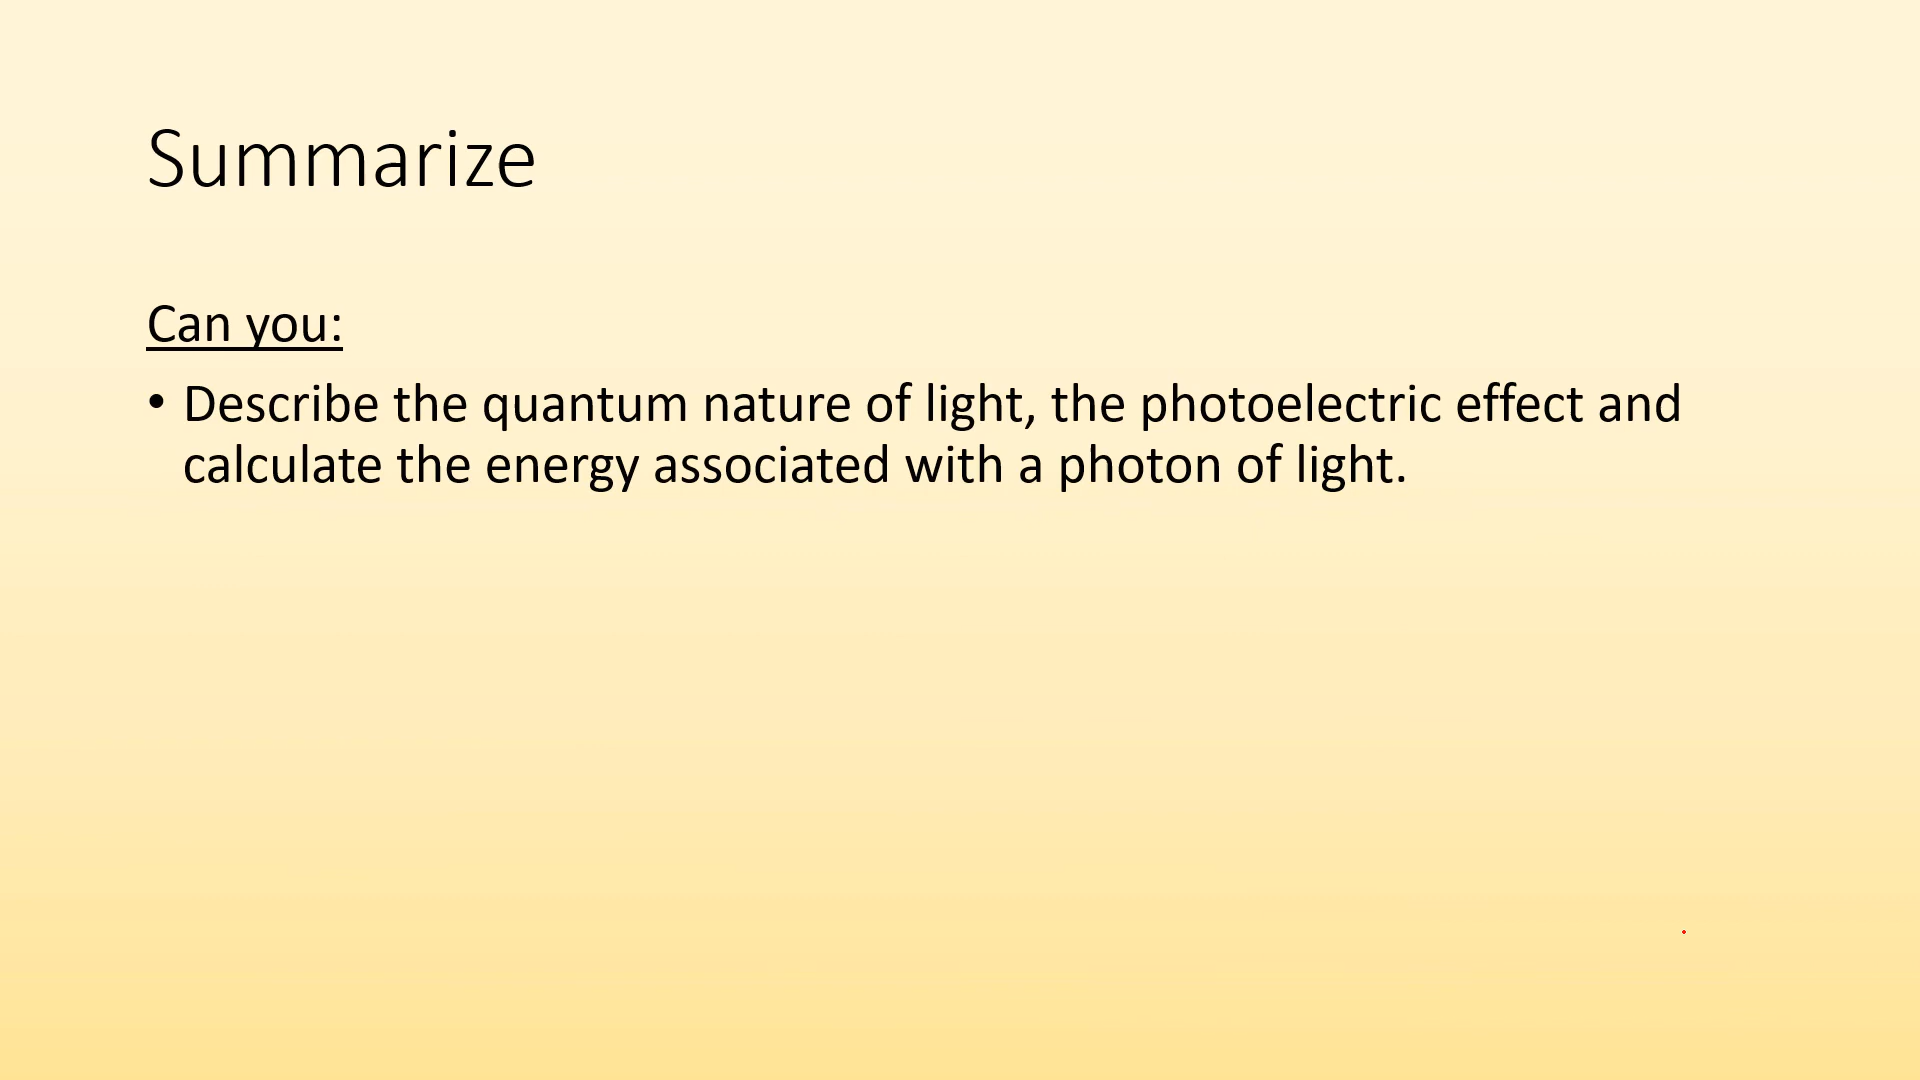 Summarize
Can you:
• Describe the quantum nature of light, the photoelectric effect and
calculate the energy associated with a photon of light.